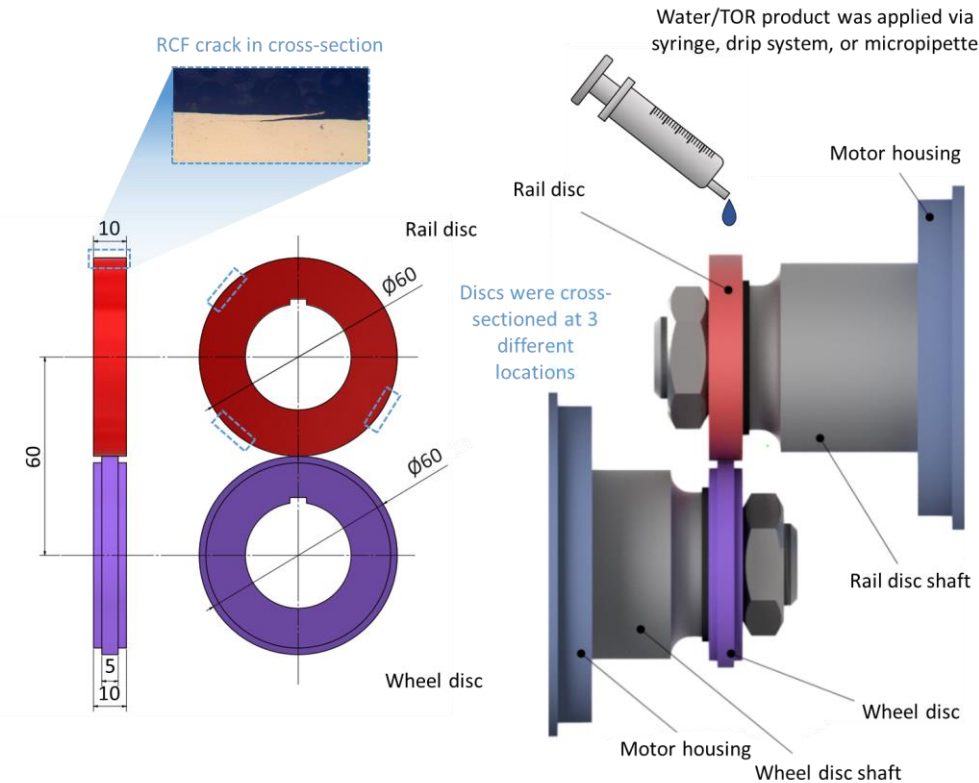 Water/TOR product was applied via
syringe, drip system, or micropipette
RCF crack in cross-section
Motor housing
Rail disc
10
Rail disc
Ø60
Discs were cross-
sectioned at 3
different
locations
60
Ø60
Rail disc shaft
5
10
Wheel disc
Wheel disc
Motor housing
Wheel disc shaft